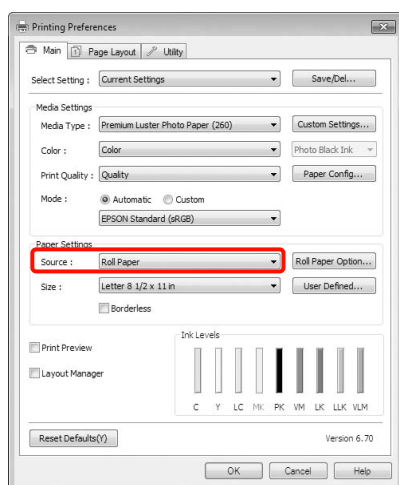 Printing Preferences
Main Page Layout Utility
Select Setting : Current Settings Save/Del...
Media Settings
Media Type : Premium Luster Photo Paper (260) Custom Settings...
Color : Color Photo Black Ink
Print Quality : Quality Paper Config...
Mode : Automatic Custom
EPSON Standard (sRGB)
Paper Settings
Source : Roll Paper Roll Paper Option...
Size : Letter 8 1/2 x 11 in User Defined...
Borderless
Ink Levels
Print Preview
Layout Manager
C Y LC MK PK VM LK LLK VLM
Reset Defaults(Y) Version 6.70
OK Cancel Help